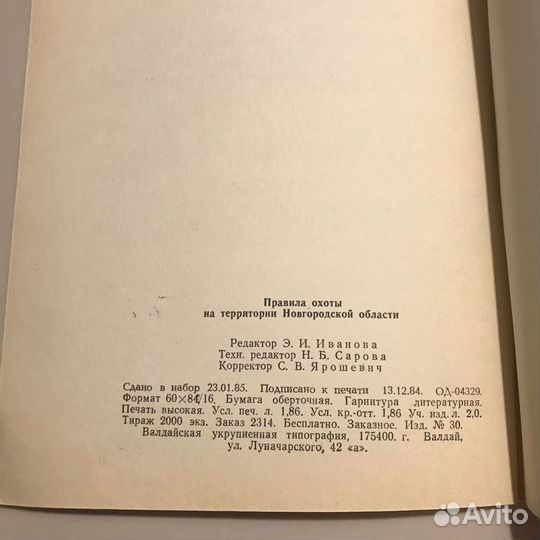 Правила охоты
на территории Новгородской области
Редактор Э. И. Иванова
Техн. редактор Н. Б. Сарова
Корректор С. В. Ярошевич
Сдано в набор 23.01.85. Подписано к печати 13.12.84. ОД-04329.
Формат 60×84/16. Бумага оберточная. Гарнитура литературная.
Печать высокая. Усл. печ. л. 1,86. Усл. кр.-отт. 1,86 Уч. изд. л. 2,0.
Тираж 2000 экз. Заказ 2314. Бесплатно. Заказное. Изд. № 30.
Валдайская укрупненная типография, 175400. г. Валдай,
ул. Луначарского, 42 «а».
Avito